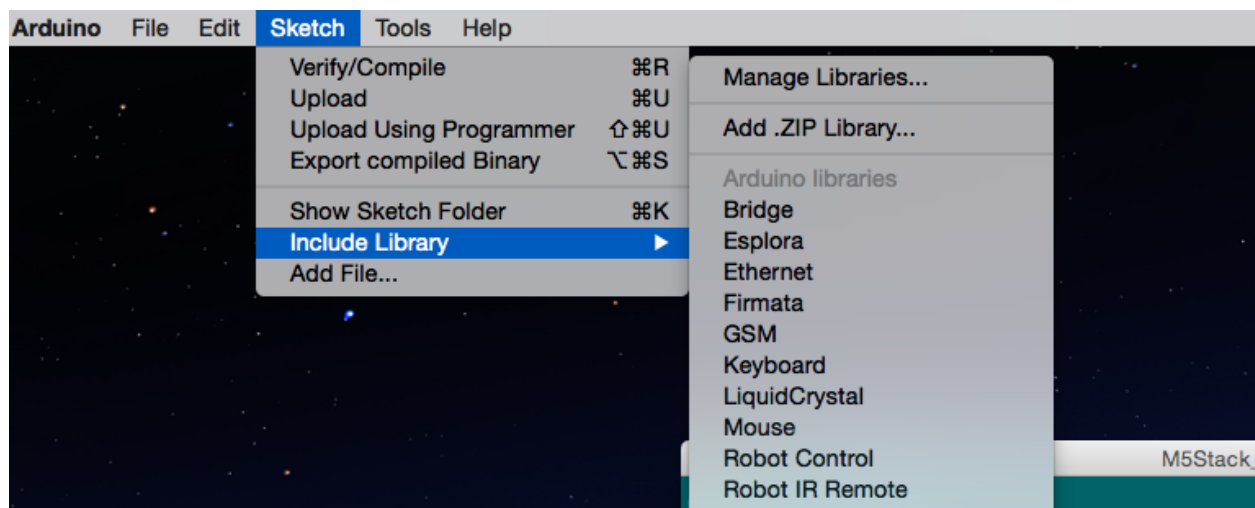 Arduino File Edit Sketch Tools Help
Verify/Compile ⌘R
Upload ⌘U
Upload Using Programmer ⇧⌘U
Export compiled Binary ⌥⌘S
Show Sketch Folder ⌘K
Include Library ▶
Add File...
Manage Libraries...
Add .ZIP Library...
Arduino libraries
Bridge
Esplora
Ethernet
Firmata
GSM
Keyboard
LiquidCrystal
Mouse
Robot Control
Robot IR Remote
M5Stack_